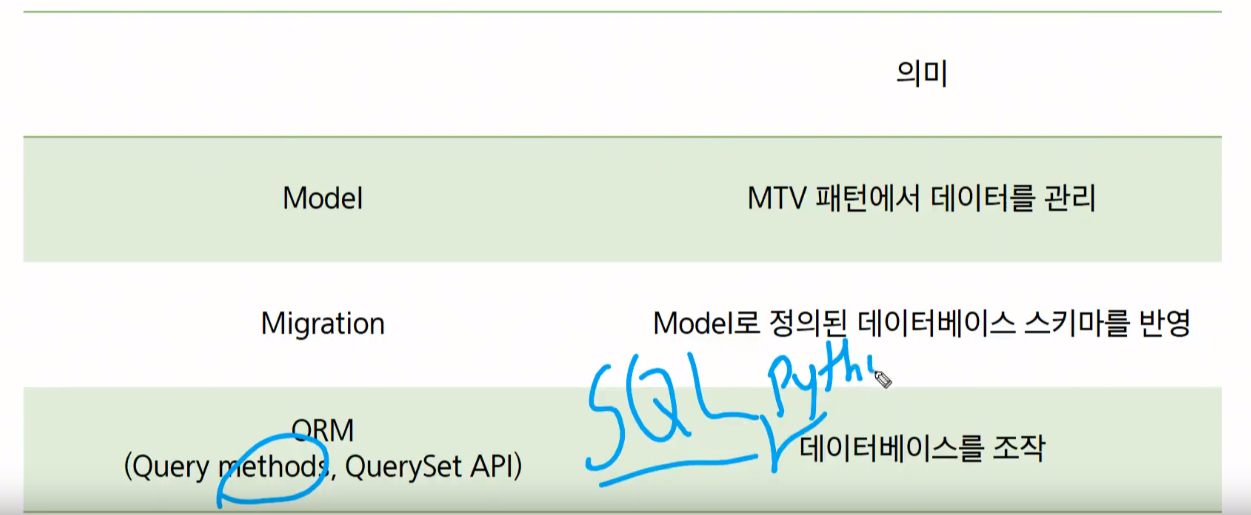 의미
Model
MTV 패턴에서 데이터를 관리
Migration
Model로 정의된 데이터베이스 스키마를 반영
SQL Pyth
ORM
(Query methods, QuerySet API)
데이터베이스를 조작